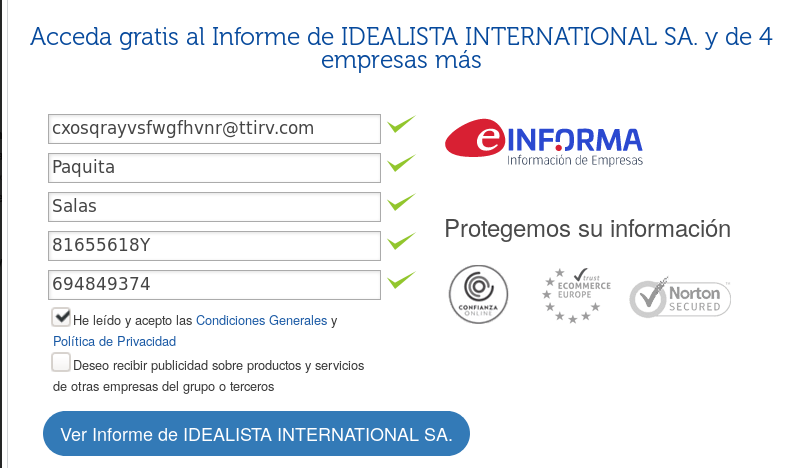 Acceda gratis al Informe de IDEALISTA INTERNATIONAL SA. y de 4
empresas más
cxosqrayvsfwgfhvnr@ttirv.com
Paquita
Salas
81655618Y
694849374
He leído y acepto las Condiciones Generales y
Política de Privacidad
Deseo recibir publicidad sobre productos y servicios
de otras empresas del grupo o terceros
Ver Informe de IDEALISTA INTERNATIONAL SA.
eINFORMA
Información de Empresas
Protegemos su información
CONFIANZA
ONLINE
trust
ECOMMERCE
EUROPE
Norton
SECURED